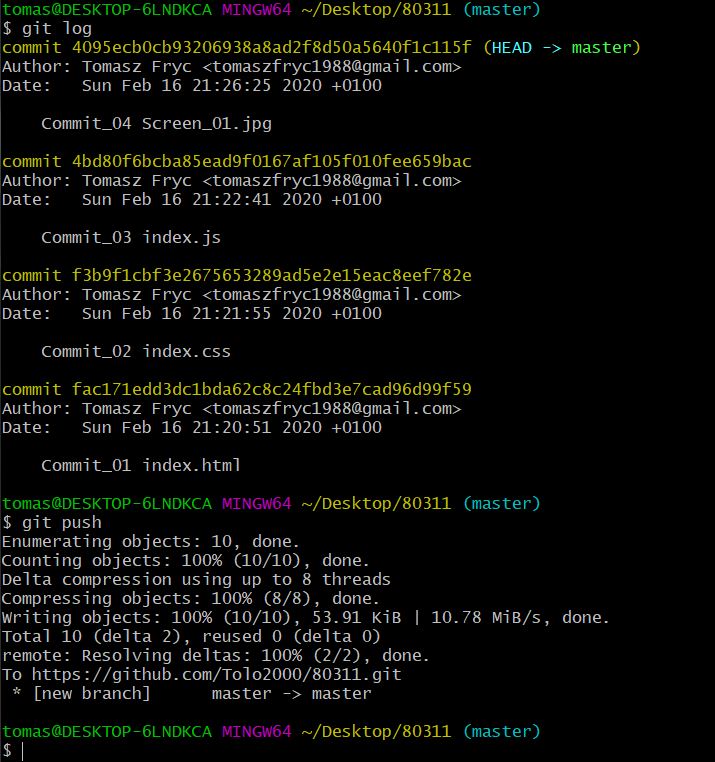 tomas@DESKTOP-6LNDKCA MINGW64 ~/Desktop/80311 (master)
$ git log
commit 4095ecb0cb93206938a8ad2f8d50a5640f1c115f (HEAD -> master)
Author: Tomasz Fryc <tomaszfryc1988@gmail.com>
Date:   Sun Feb 16 21:26:25 2020 +0100
    Commit_04 Screen_01.jpg
commit 4bd80f6bcba85ead9f0167af105f010fee659bac
Author: Tomasz Fryc <tomaszfryc1988@gmail.com>
Date:   Sun Feb 16 21:22:41 2020 +0100
    Commit_03 index.js
commit f3b9f1cbf3e2675653289ad5e2e15eac8eef782e
Author: Tomasz Fryc <tomaszfryc1988@gmail.com>
Date:   Sun Feb 16 21:21:55 2020 +0100
    Commit_02 index.css
commit fac171edd3dc1bda62c8c24fbd3e7cad96d99f59
Author: Tomasz Fryc <tomaszfryc1988@gmail.com>
Date:   Sun Feb 16 21:20:51 2020 +0100
    Commit_01 index.html
tomas@DESKTOP-6LNDKCA MINGW64 ~/Desktop/80311 (master)
$ git push
Enumerating objects: 10, done.
Counting objects: 100% (10/10), done.
Delta compression using up to 8 threads
Compressing objects: 100% (8/8), done.
Writing objects: 100% (10/10), 53.91 KiB | 10.78 MiB/s, done.
Total 10 (delta 2), reused 0 (delta 0)
remote: Resolving deltas: 100% (2/2), done.
To https://github.com/Tolo2000/80311.git
 * [new branch]      master -> master
tomas@DESKTOP-6LNDKCA MINGW64 ~/Desktop/80311 (master)
$